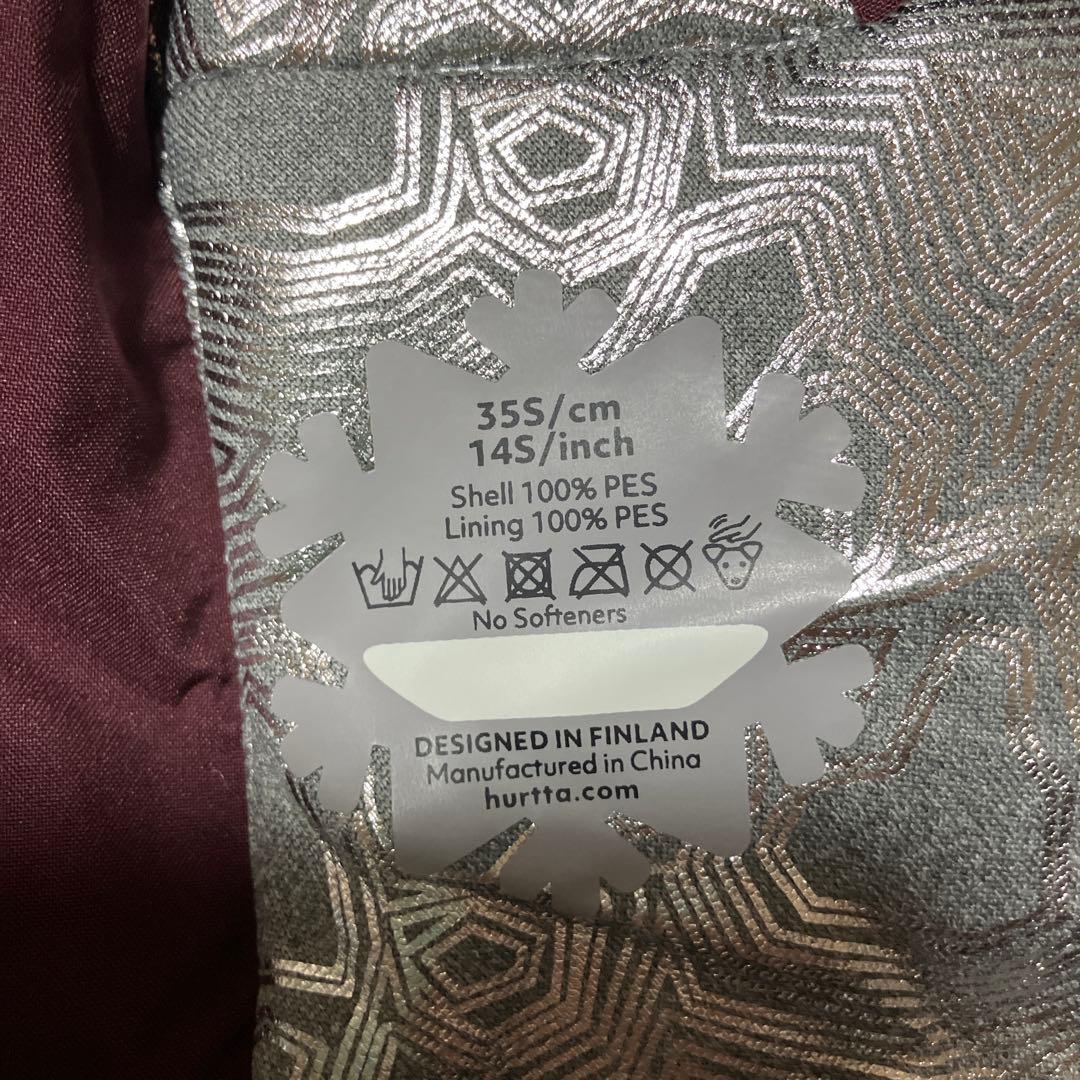 35S/cm
14S/inch
Shell 100% PES
Lining 100% PES
No Softeners
DESIGNED IN FINLAND
Manufactured in China
hurtta.com